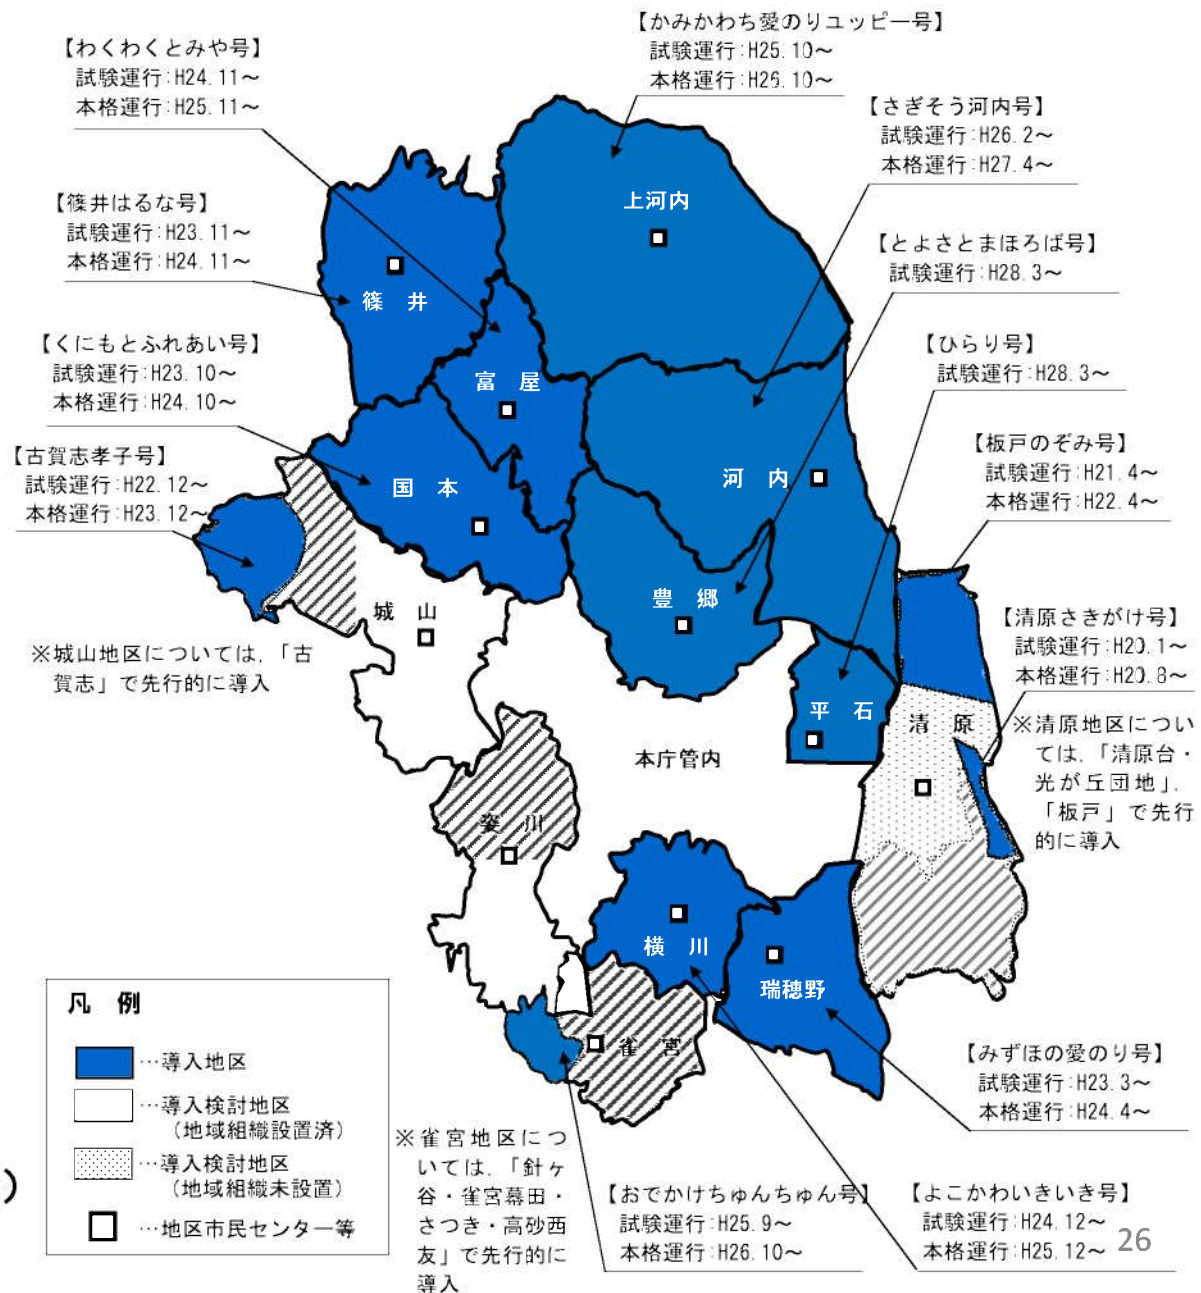 【かみかわち愛のりユッピー号】
試験運行:H25.10～
本格運行:H26.10～
【わくわくとみや号】
試験運行:H24.11～
本格運行:H25.11～
【さぎそう河内号】
試験運行:H26.2～
本格運行:H27.4～
【篠井はるな号】
試験運行:H23.11～
本格運行:H24.11～
【とよさとまほろば号】
試験運行:H28.3～
【くにもとふれあい号】
試験運行:H23.10～
本格運行:H24.10～
【ひらり号】
試験運行:H28.3～
【古賀志孝子号】
試験運行:H22.12～
本格運行:H23.12～
【板戸のぞみ号】
試験運行:H21.4～
本格運行:H22.4～
上河内
篠 井
富 屋
国 本
河 内
豊 郷
城 山
※城山地区については,「古
賀志」で先行的に導入
【清原さきがけ号】
試験運行:H20.1～
本格運行:H20.8～
平 石
清 原
本庁管内
※清原地区につい
ては,「清原台・
光が丘団地」,
「板戸」で先行
的に導入
姿 川
横 川
瑞穂野
雀 宮
凡 例
…導入地区
…導入検討地区
(地域組織設置済)
…導入検討地区
(地域組織未設置)
…地区市民センター等
)
※雀宮地区につ
いては,「針ヶ
谷・雀宮幕田・
さつき・高砂西
友」で先行的に
導入
【みずほの愛のり号】
試験運行:H23.3～
本格運行:H24.4～
【おでかけちゅんちゅん号】
試験運行:H25.9～
本格運行:H26.10～
【よこかわいきいき号】
試験運行:H24.12～
本格運行:H25.12～
26